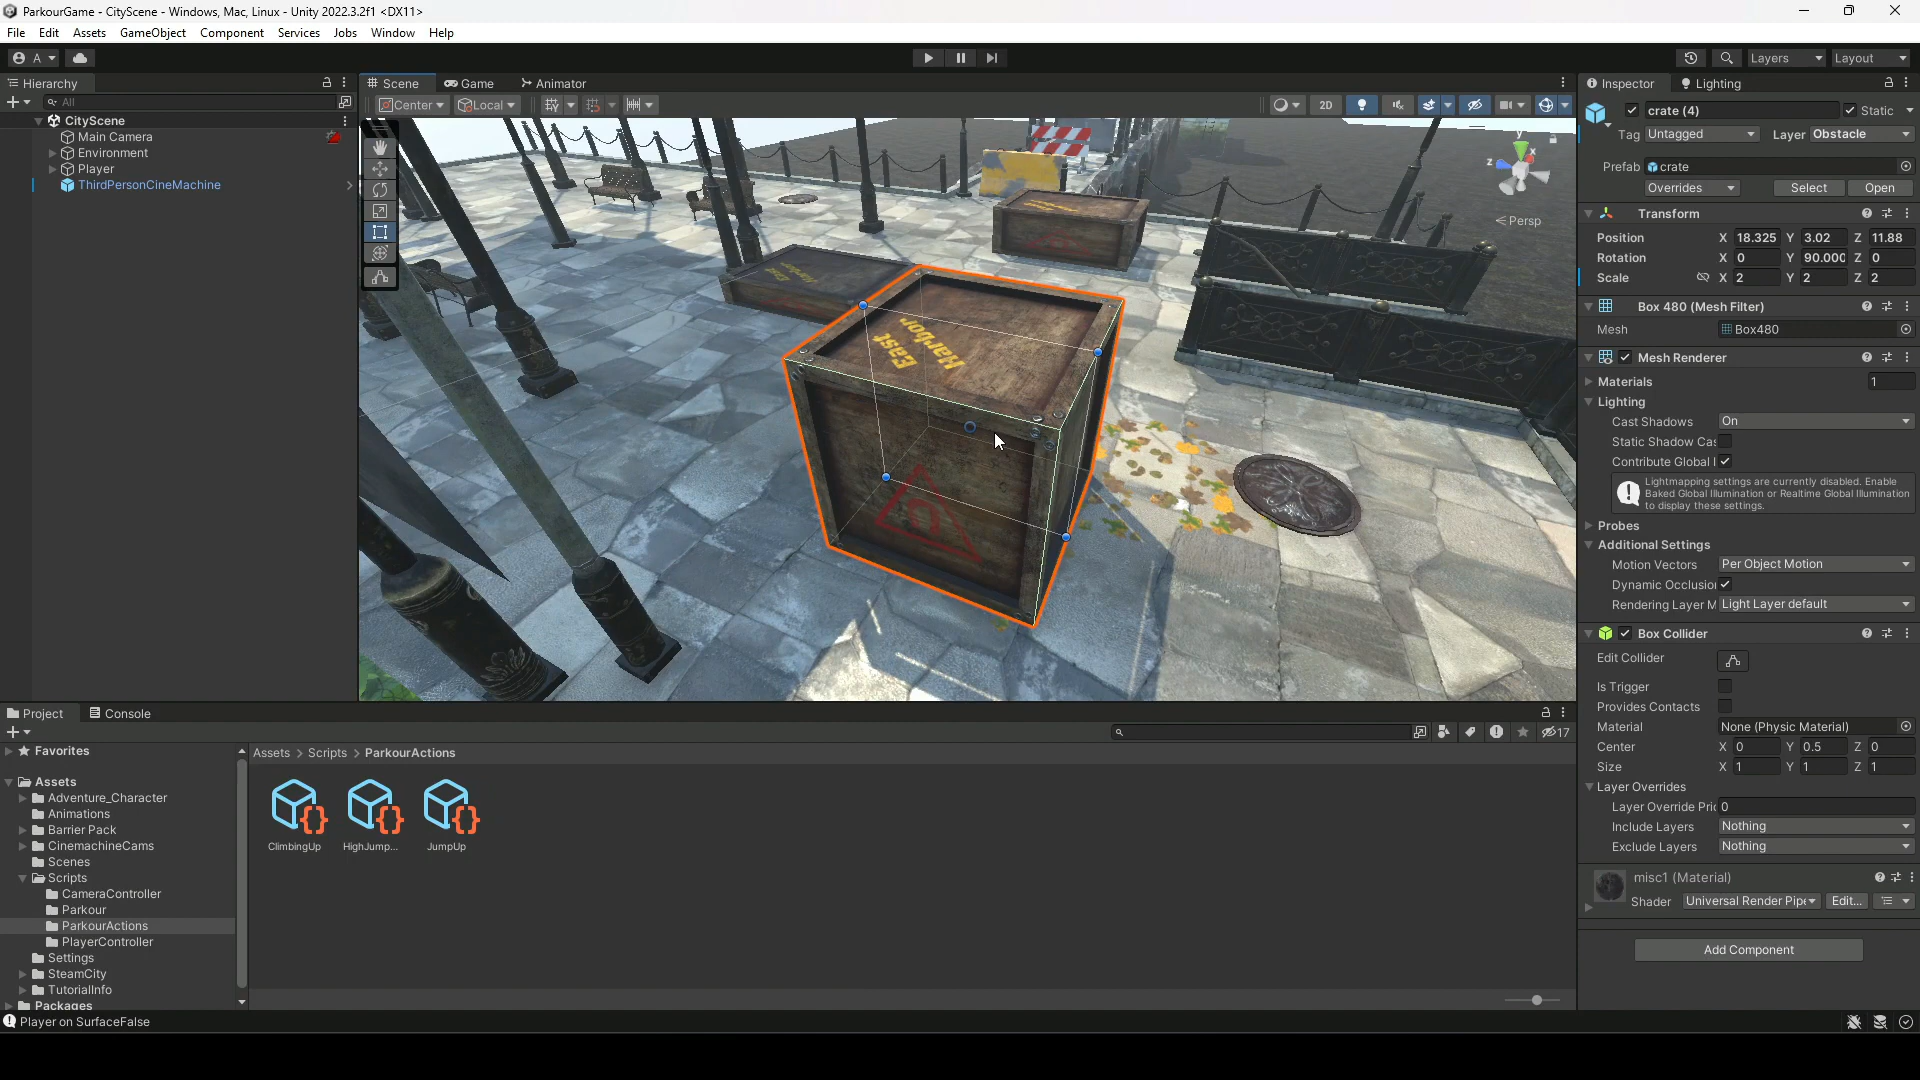 ParkourGame - CityScene - Windows, Mac, Linux - Unity 2022.3.2f1 <DX11>
File Edit Assets GameObject Component Services Jobs Window Help
A
Layers Layout
Hierarchy
All
CityScene
Main Camera
Environment
Player
ThirdPersonCineMachine
Scene Game Animator
Center Local 2D
y
x
z
Persp
East
Harbor
Inspector Lighting
crate (4) Static
Tag Untagged Layer Obstacle
Prefab crate
Overrides Select Open
Transform
Position X 18.325 Y 3.02 Z 11.88
Rotation X 0 Y 90.000 Z 0
Scale X 2 Y 2 Z 2
Box 480 (Mesh Filter)
Mesh Box480
Mesh Renderer
Materials 1
Lighting
Cast Shadows On
Static Shadow Cas
Contribute Global I
Lightmapping settings are currently disabled. Enable
Baked Global Illumination or Realtime Global Illumination
to display these settings.
Probes
Additional Settings
Motion Vectors Per Object Motion
Dynamic Occlusion
Rendering Layer M Light Layer default
Box Collider
Edit Collider
Is Trigger
Provides Contacts
Material None (Physic Material)
Center X 0 Y 0.5 Z 0
Size X 1 Y 1 Z 1
Layer Overrides
Layer Override Pric 0
Include Layers Nothing
Exclude Layers Nothing
misc1 (Material)
Shader Universal Render Pipe Edit...
Add Component
Project Console
17
Favorites
Assets
Adventure_Character
Animations
Barrier Pack
CinemachineCams
Scenes
Scripts
CameraController
Parkour
ParkourActions
PlayerController
Settings
SteamCity
TutorialInfo
Packages
Assets > Scripts > ParkourActions
ClimbingUp HighJump... JumpUp
Player on SurfaceFalse